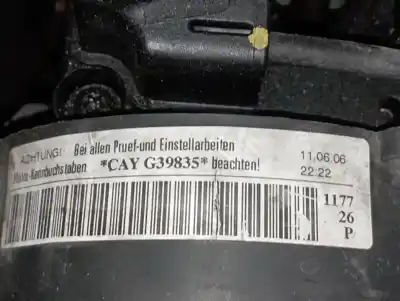 ACHTUNG! Bei allen Pruef-und Einstellarbeiten
Motor-Kennbuchstaben *CAY G39835* beachten!
11.06.06
22:22
1177
26
P